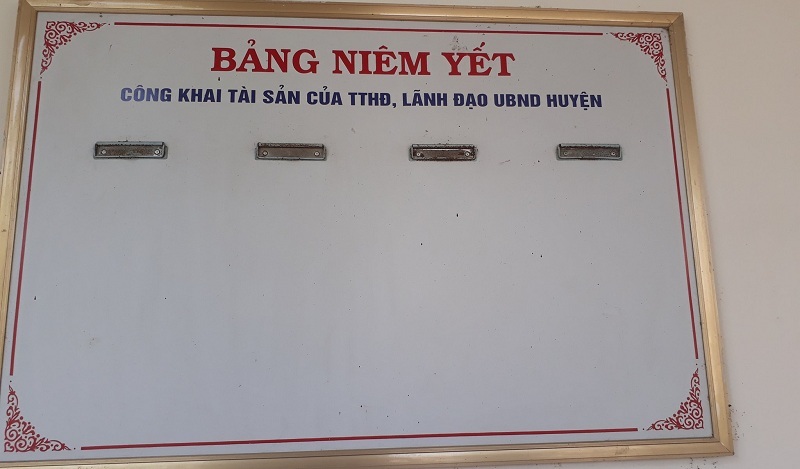 BẢNG NIÊM YẾT
CÔNG KHAI TÀI SẢN CỦA TTHĐ, LÃNH ĐẠO UBND HUYỆN